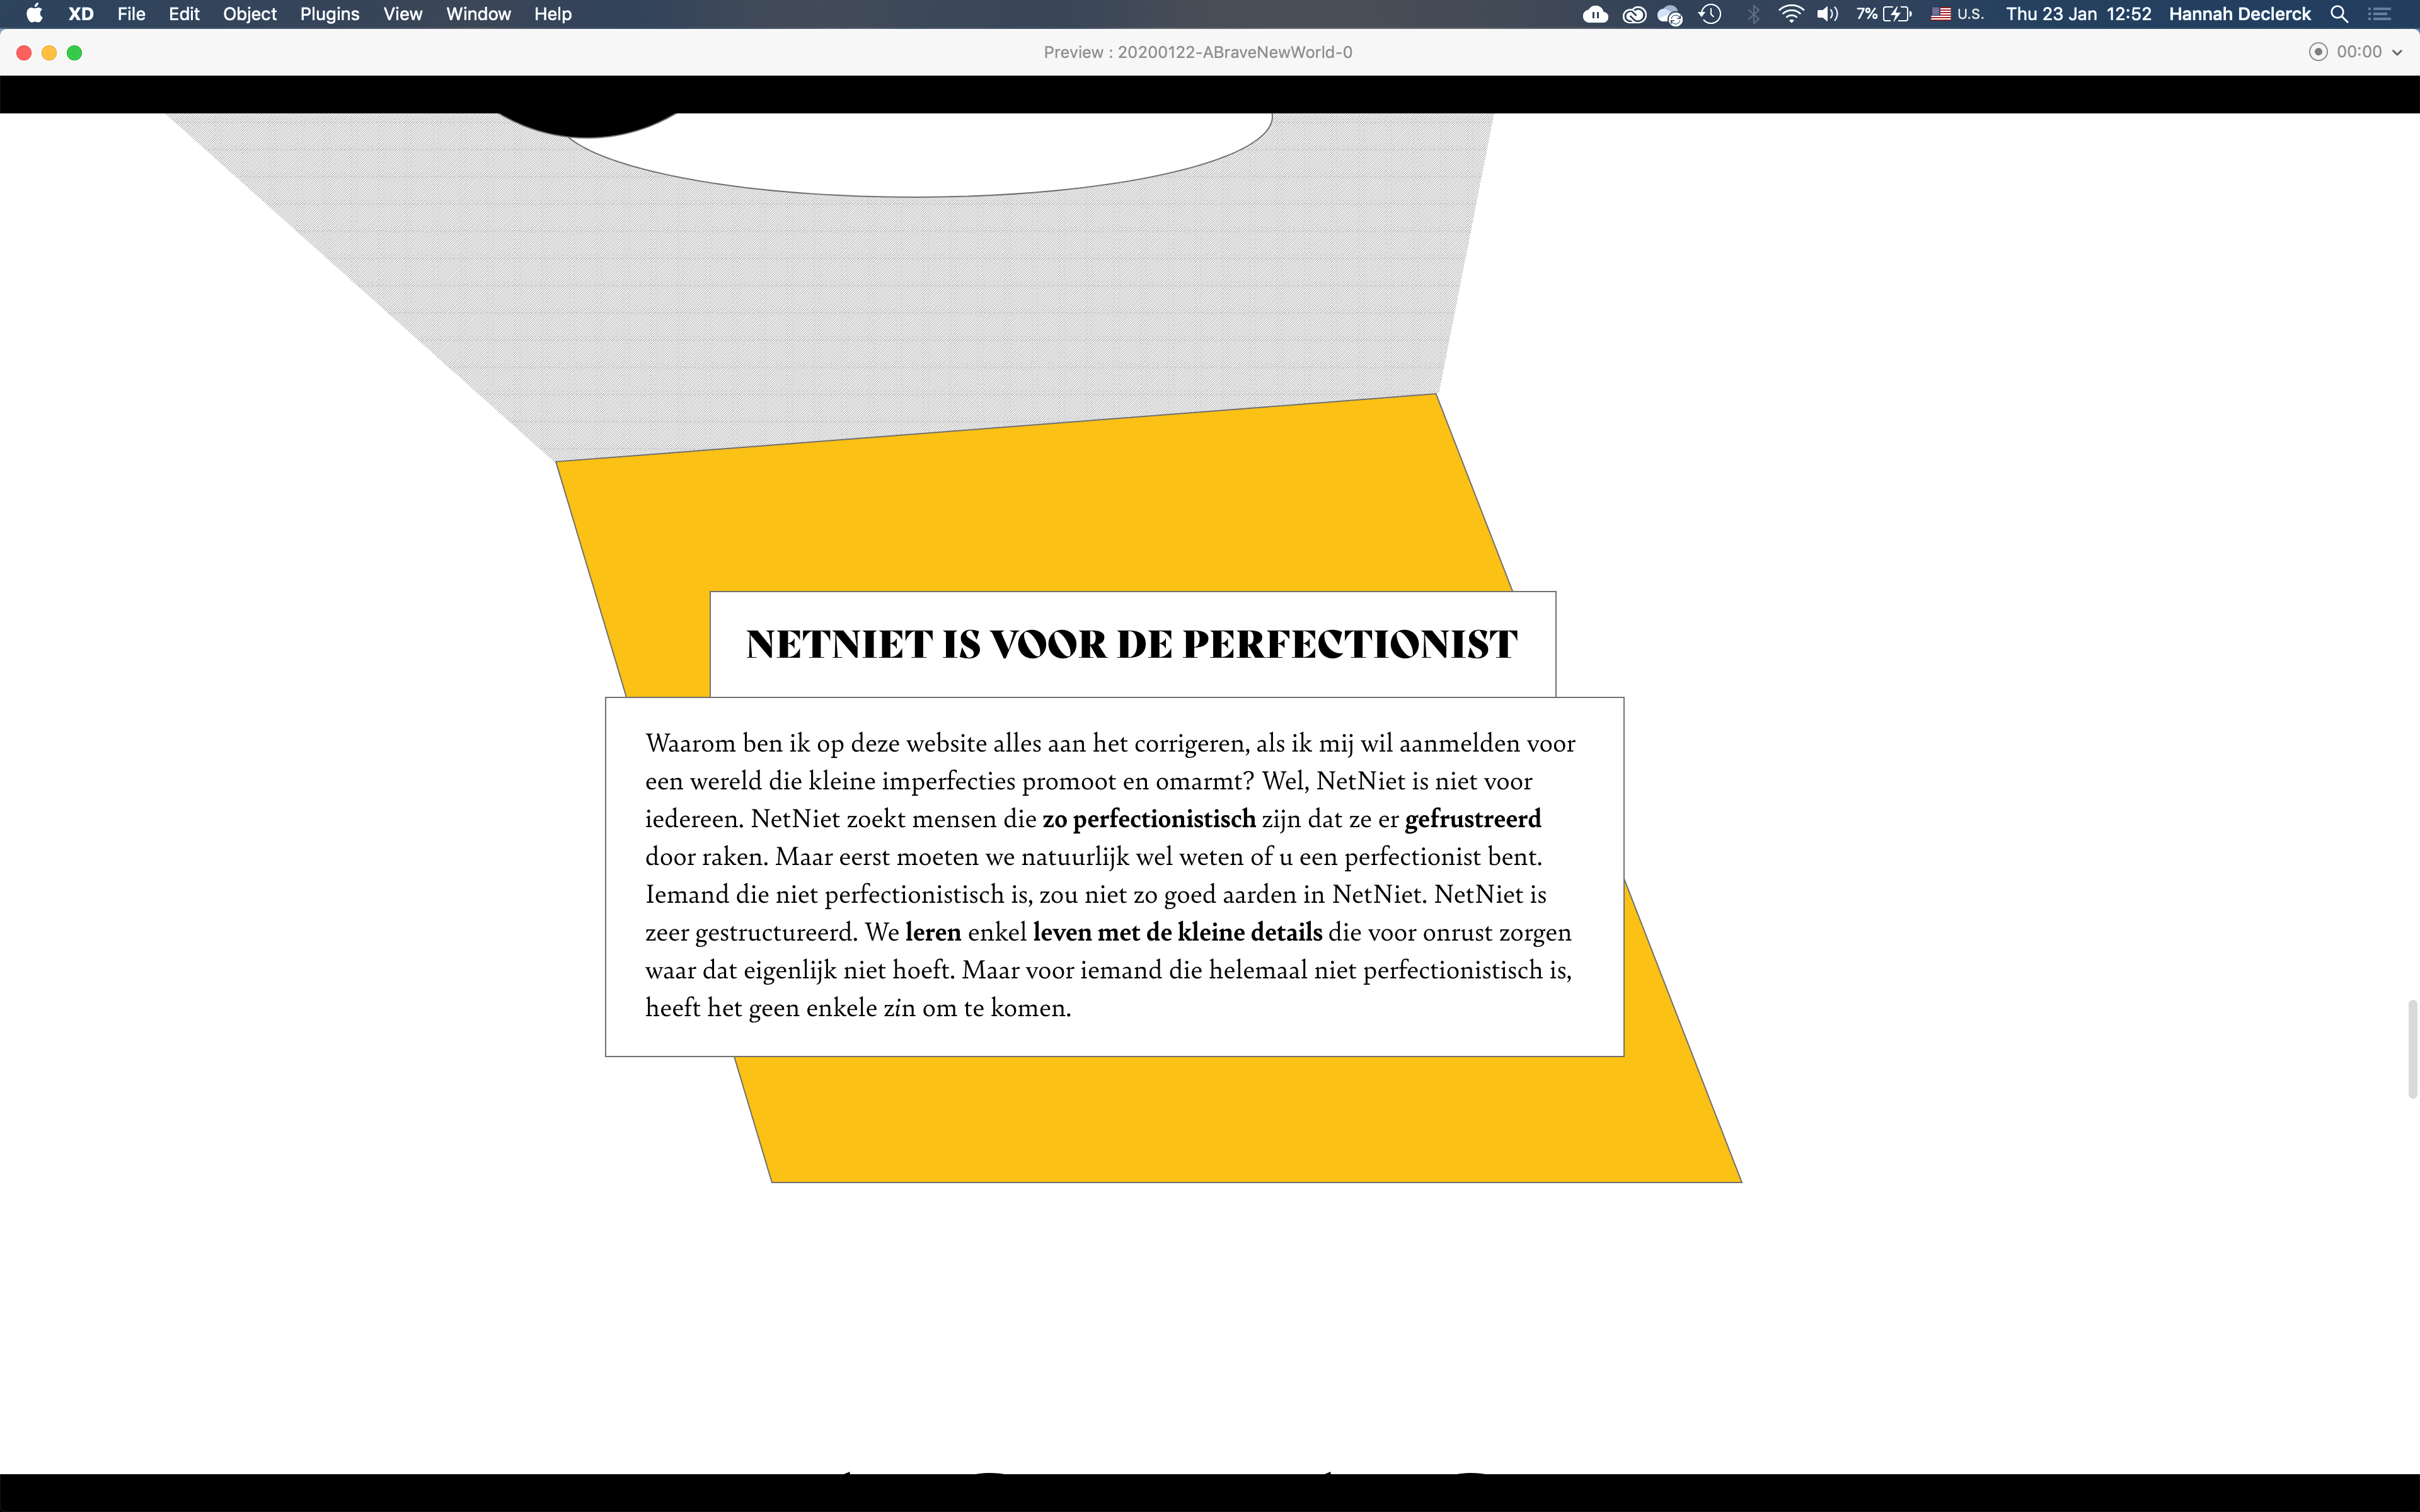 XD File Edit Object Plugins View Window Help 7% U.S. Thu 23 Jan 12:52 Hannah Declerck
Preview : 20200122-ABraveNewWorld-0 00:00
NETNIET IS VOOR DE PERFECTIONIST
Waarom ben ik op deze website alles aan het corrigeren, als ik mij wil aanmelden voor
een wereld die kleine imperfecties promoot en omarmt? Wel, NetNiet is niet voor
iedereen. NetNiet zoekt mensen die zo perfectionistisch zijn dat ze er gefrustreerd
door raken. Maar eerst moeten we natuurlijk wel weten of u een perfectionist bent.
Iemand die niet perfectionistisch is, zou niet zo goed aarden in NetNiet. NetNiet is
zeer gestructureerd. We leren enkel leven met de kleine details die voor onrust zorgen
waar dat eigenlijk niet hoeft. Maar voor iemand die helemaal niet perfectionistisch is,
heeft het geen enkele zin om te komen.